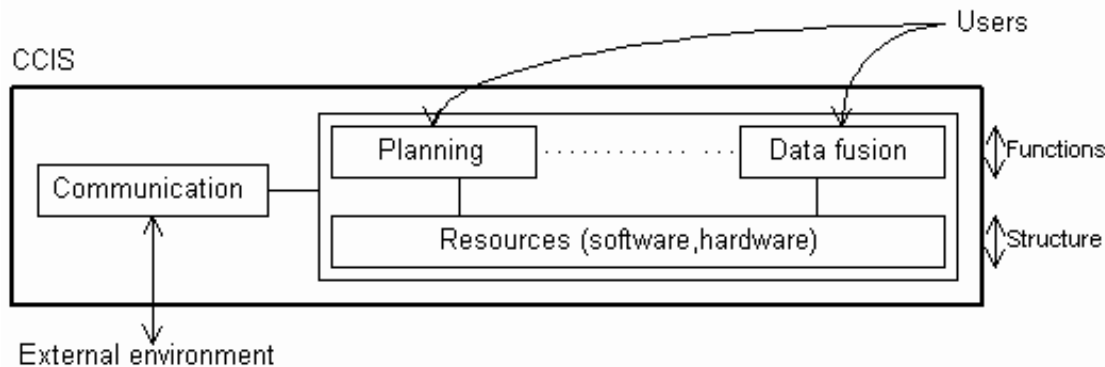 Users
CCIS
Planning
Data fusion
Functions
Communication
Resources (software,hardware)
Structure
External environment